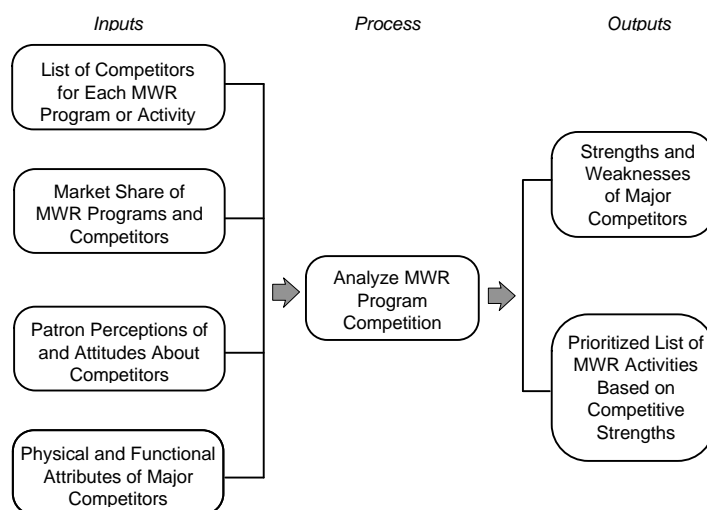 Inputs
Process
Outputs
List of Competitors
for Each MWR
Program or Activity
Market Share of
MWR Programs and
Competitors
Patron Perceptions of
and Attitudes About
Competitors
Physical and Functional
Attributes of Major
Competitors
Analyze MWR
Program
Competition
Strengths and
Weaknesses
of Major
Competitors
Prioritized List of
MWR Activities
Based on
Competitive
Strengths